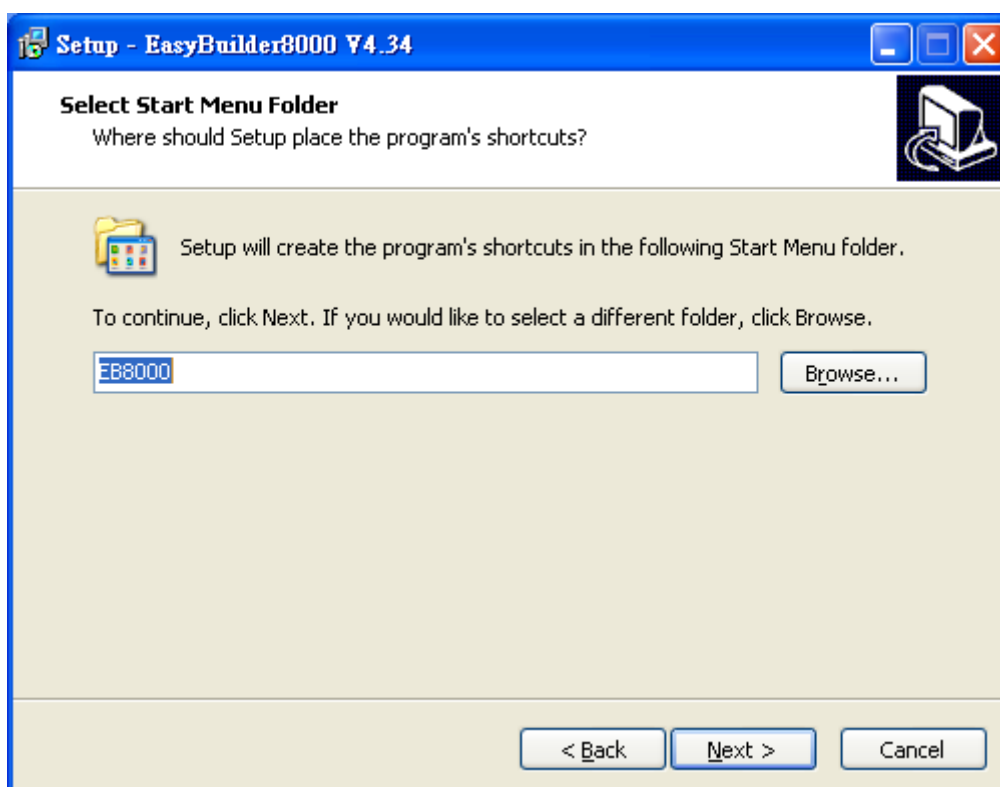 Setup - EasyBuilder8000 V4.34
Select Start Menu Folder
Where should Setup place the program's shortcuts?
Setup will create the program's shortcuts in the following Start Menu folder.
To continue, click Next. If you would like to select a different folder, click Browse.
EB8000
Browse...
< Back
Next >
Cancel